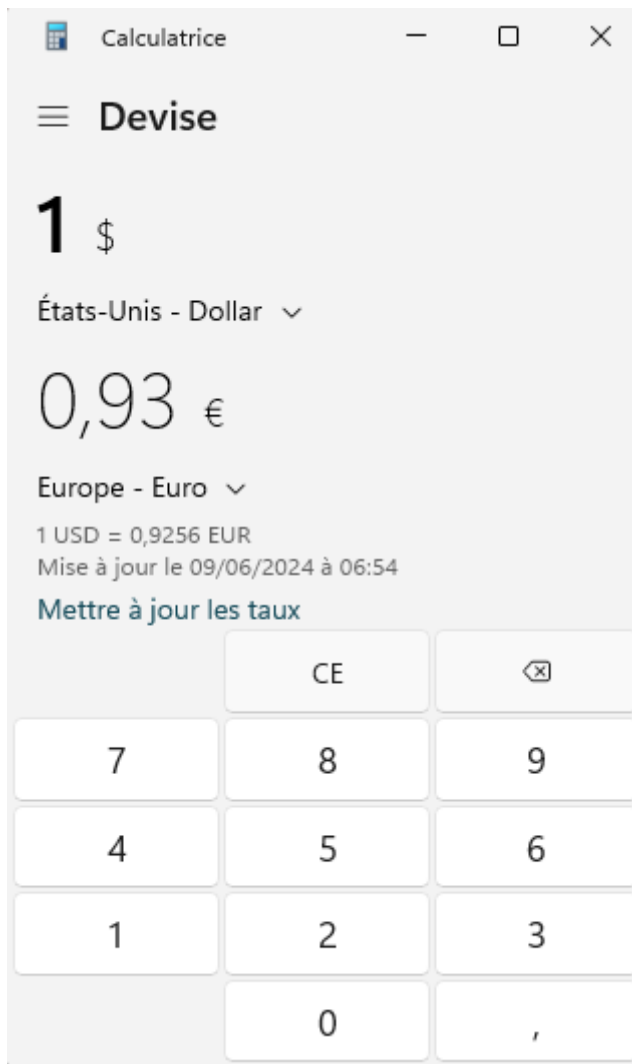 Calculatrice
Devise
1 $
États-Unis - Dollar
0,93 €
Europe - Euro
1 USD = 0,9256 EUR
Mise à jour le 09/06/2024 à 06:54
Mettre à jour les taux
CE
7 8 9
4 5 6
1 2 3
0 ,